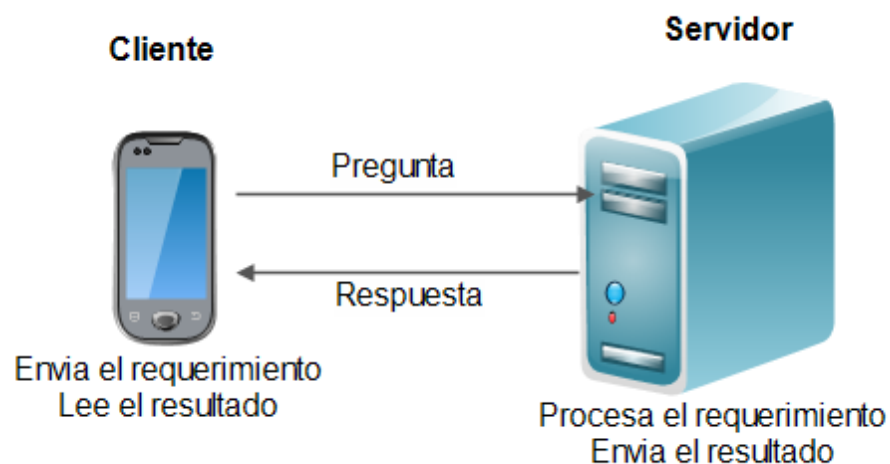 Cliente
Servidor
Pregunta
Respuesta
Envia el requerimiento
Lee el resultado
Procesa el requerimiento
Envia el resultado